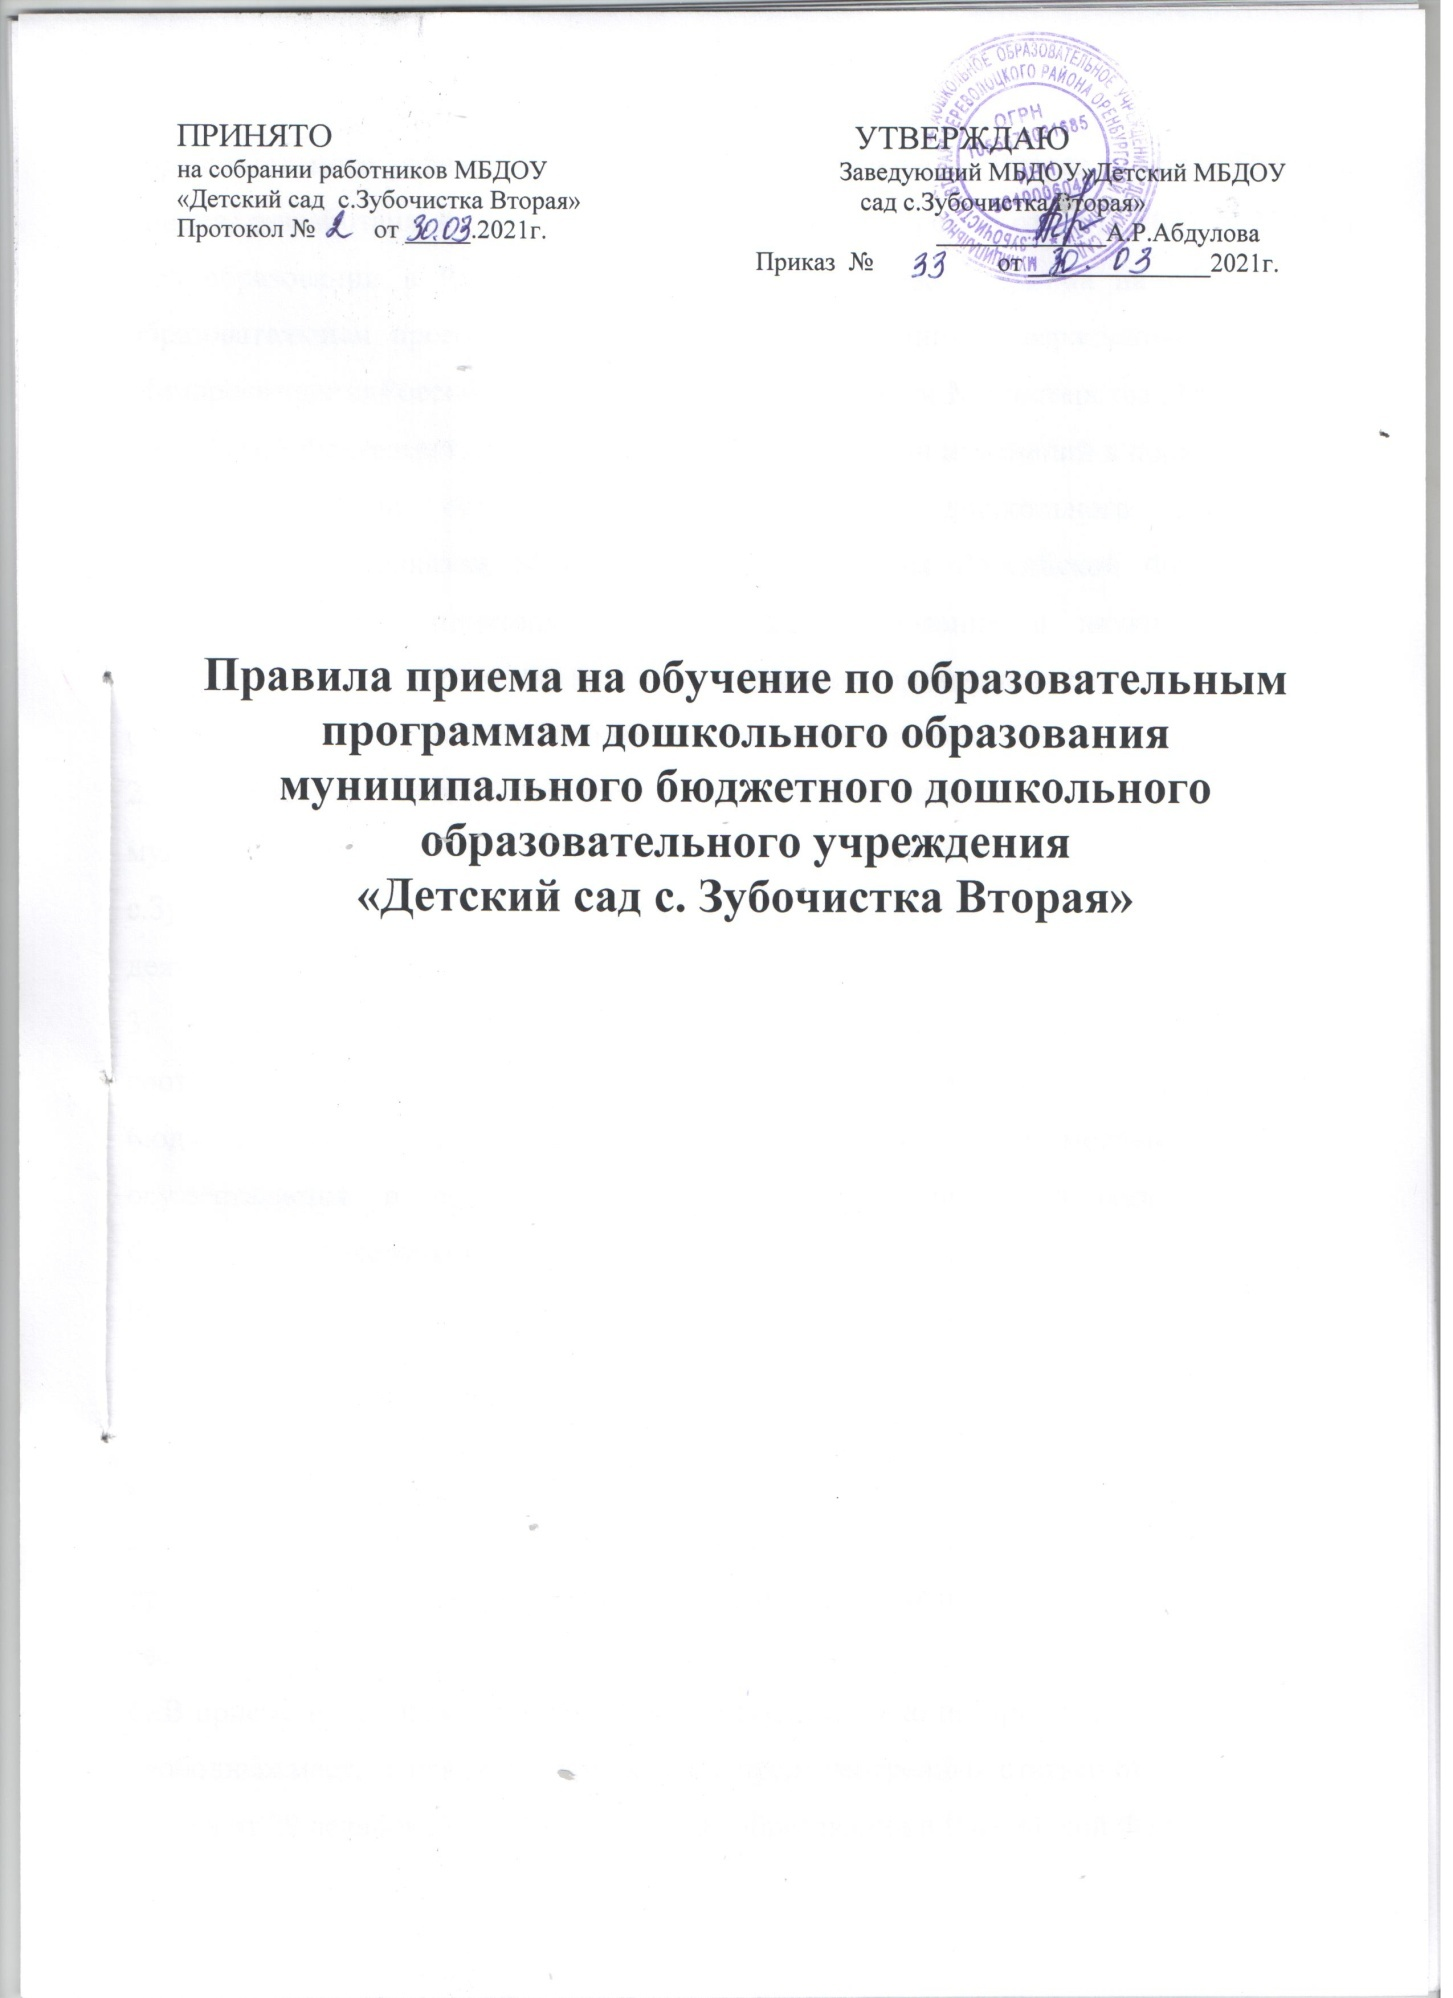 ПРИНЯТО
на собрании работников МБДОУ
«Детский сад с.Зубочистка Вторая»
Протокол № 2 от 30.03.2021г.
УТВЕРЖДАЮ
Заведующий МБДОУ»Детский МБДОУ
сад с.Зубочистка Вторая»
А.Р.Абдулова
Приказ № 33 от 30. 03 2021г.
ОГРН
Правила приема на обучение по образовательным
программам дошкольного образования
муниципального бюджетного дошкольного
образовательного учреждения
«Детский сад с. Зубочистка Вторая»